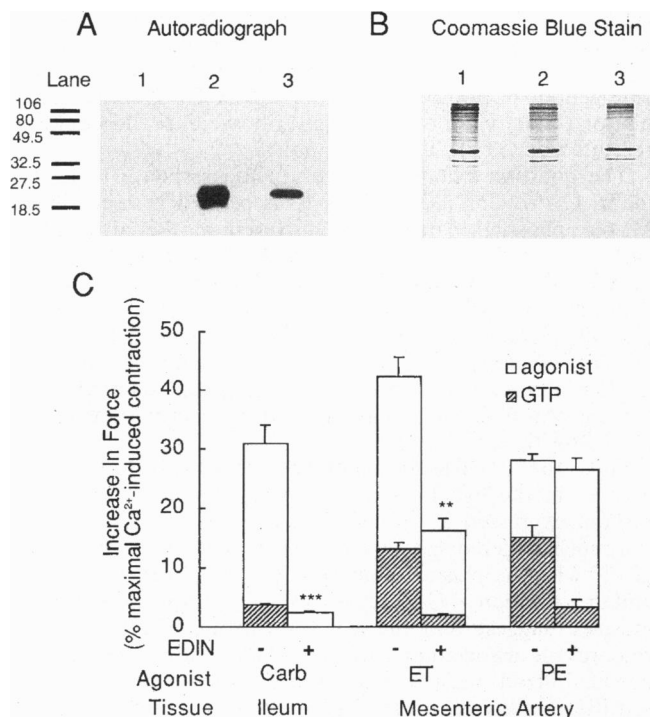 A Autoradiograph
B Coomassie Blue Stain
Lane 1 2 3
1 2 3
106
80
49.5
32.5
27.5
18.5
C
Increase In Force
(% maximal Ca²⁺-induced contraction)
50
40
30
20
10
0
agonist
GTP
***
**
EDIN - + - + - +
Agonist Carb ET PE
Tissue Ileum Mesenteric Artery